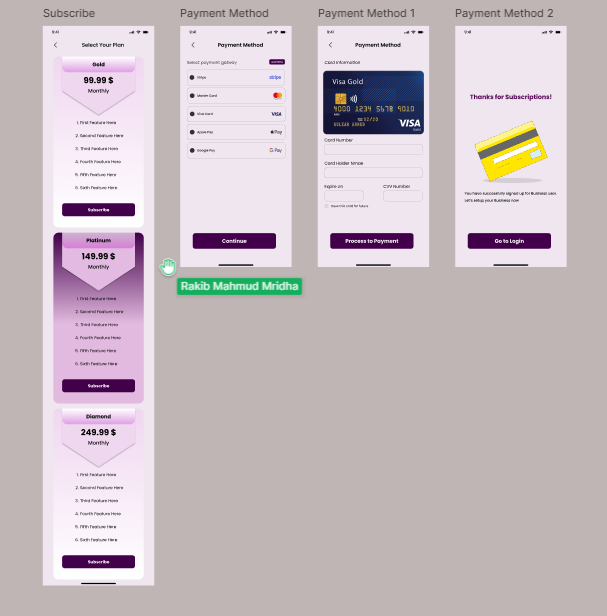 Subscribe
9:41
Select Your Plan
Gold
99.99 $
Monthly
1. First Feature Here
2. Second Feature Here
3. Third Feature Here
4. Fourth Feature Here
5. Fifth Feature Here
6. Sixth Feature Here
Subscribe
Platinum
149.99 $
Monthly
1. First Feature Here
2. Second Feature Here
3. Third Feature Here
4. Fourth Feature Here
5. Fifth Feature Here
6. Sixth Feature Here
Subscribe
Diamond
249.99 $
Monthly
1. First Feature Here
2. Second Feature Here
3. Third Feature Here
4. Fourth Feature Here
5. Fifth Feature Here
6. Sixth Feature Here
Subscribe
Payment Method
9:41
Payment Method
Select payment gateway
Stripe stripe
Master Card
Visa Card VISA
Apple Pay Pay
Google Pay G Pay
Continue
Rakib Mahmud Mridha
Payment Method 1
9:41
Payment Method
Card Information
Visa Gold
4000 1234 5678 9010
VISA
Card Number
Card Holder Name
Expire on CVV Number
Save this card for future
Process to Payment
Payment Method 2
9:41
Thanks for Subscriptions!
You have successfully signed up for Business user.
Let's setup your Business now
Go to Login